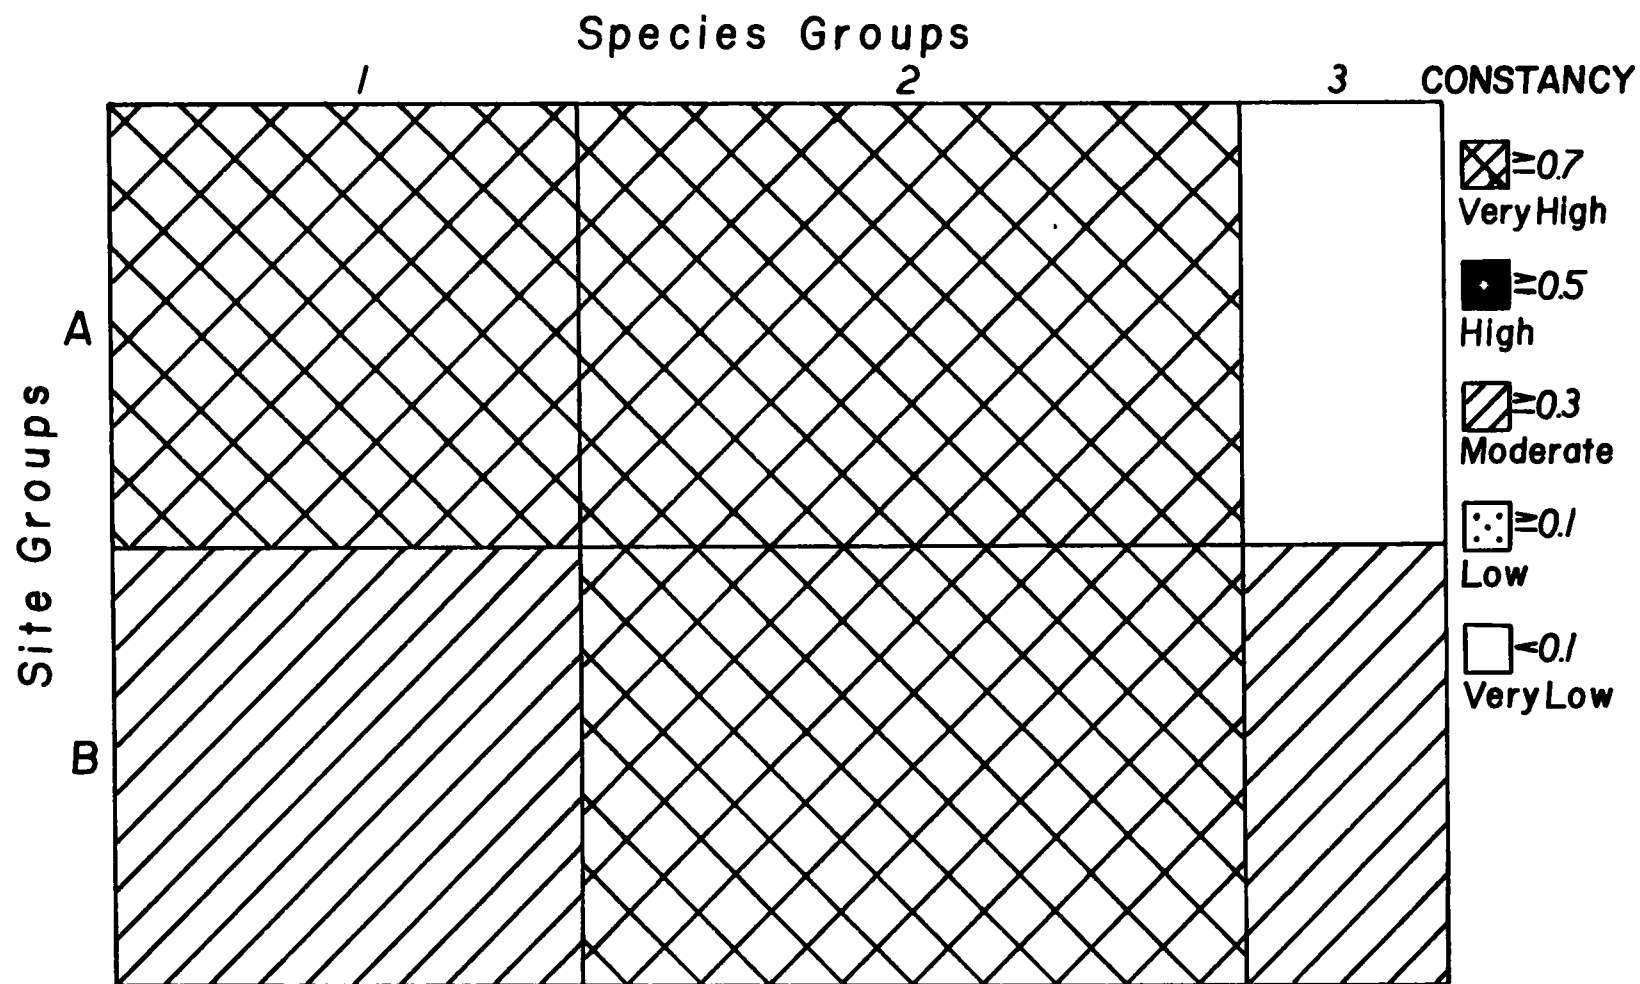 Species Groups
1 2 3 CONSTANCY
≥0.7
Very High
≥0.5
High
A
≥0.3
Moderate
Site Groups
≥0.1
Low
<0.1
Very Low
B